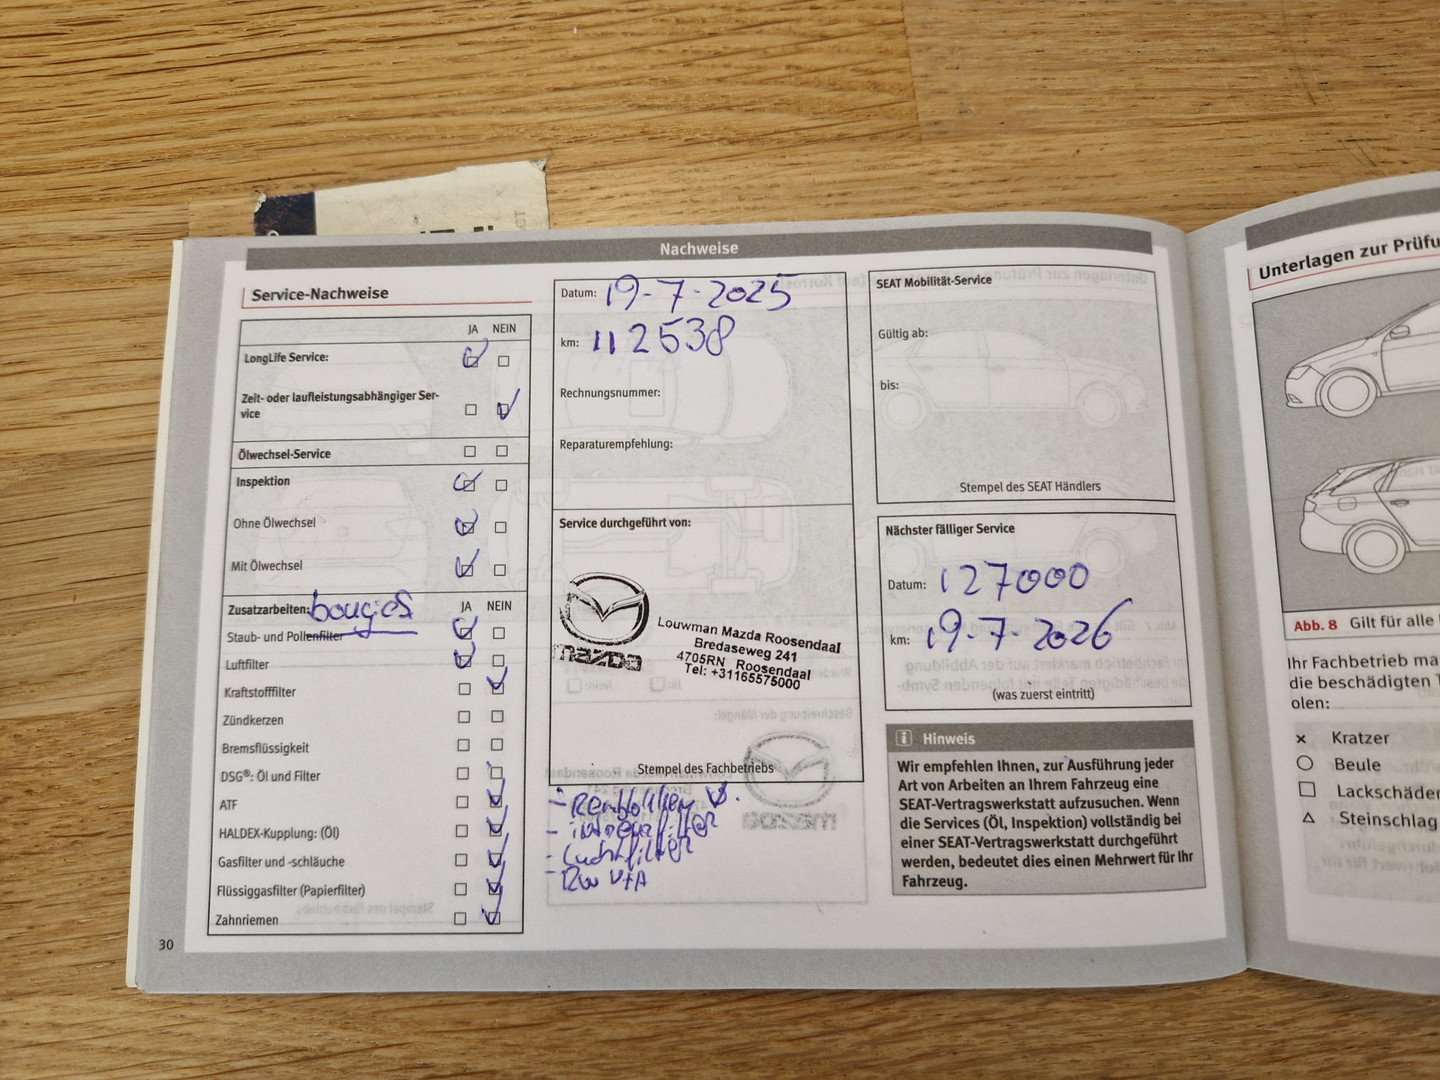 Nachweise
Service-Nachweise
JA NEIN
LongLife Service:
Zeit- oder laufleistungsabhängiger Ser-
vice
Ölwechsel-Service
Inspektion
Ohne Ölwechsel
Mit Ölwechsel
Zusatzarbeiten: bougies JA NEIN
Staub- und Pollenfilter
Luftfilter
Kraftstofffilter
Zündkerzen
Bremsflüssigkeit
DSG®: Öl und Filter
ATF
HALDEX-Kupplung: (Öl)
Gasfilter und -schläuche
Flüssiggasfilter (Papierfilter)
Zahnriemen
30
Datum: 19-7-2025
km: 112538
Rechnungsnummer:
Reparaturempfehlung:
Service durchgeführt von:
mazda
Louwman Mazda Roosendaal
Bredaseweg 241
4705RN Roosendaal
Tel: +31165575000
Stempel des Fachbetriebs
- interieurfilter
- Luchtfilter
SEAT Mobilität-Service
Gültig ab:
bis:
Stempel des SEAT Händlers
Nächster fälliger Service
Datum: 127000
km: 19-7-2026
(was zuerst eintritt)
i Hinweis
Wir empfehlen Ihnen, zur Ausführung jeder
Art von Arbeiten an Ihrem Fahrzeug eine
SEAT-Vertragswerkstatt aufzusuchen. Wenn
die Services (Öl, Inspektion) vollständig bei
einer SEAT-Vertragswerkstatt durchgeführt
werden, bedeutet dies einen Mehrwert für Ihr
Fahrzeug.
Unterlagen zur Prüfu
Abb. 8 Gilt für alle
Ihr Fachbetrieb ma
die beschädigten T
olen:
× Kratzer
Beule
Lackschäden
Steinschlag